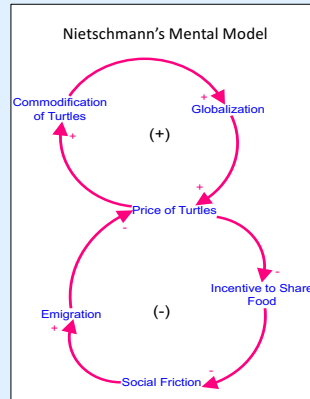 Nietschmann's Mental Model
Commodification
of Turtles
+
Globalization
(+)
+
+
Price of Turtles
-
-
Incentive to Share
Food
Emigration
(-)
+
-
Social Friction